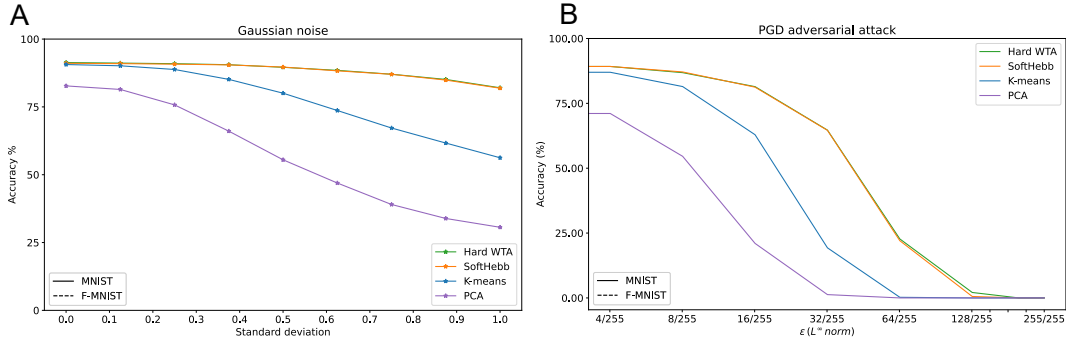 A
Gaussian noise
100
75
50
25
0
Accuracy %
0.0 0.1 0.2 0.3 0.4 0.5 0.6 0.7 0.8 0.9 1.0
Standard deviation
Hard WTA
SoftHebb
K-means
PCA
MNIST
F-MNIST
B
PGD adversarial attack
100.00
75.00
50.00
25.00
0.00
Accuracy (%)
4/255 8/255 16/255 32/255 64/255 128/255 255/255
ε (L∞ norm)
Hard WTA
SoftHebb
K-means
PCA
MNIST
F-MNIST